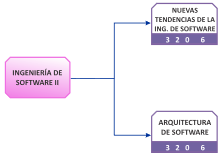 NUEVAS
TENDENCIAS DE LA
ING. DE SOFTWARE
3 2 0 6
INGENIERÍA DE
SOFTWARE II
ARQUITECTURA
DE SOFTWARE
3 2 0 6